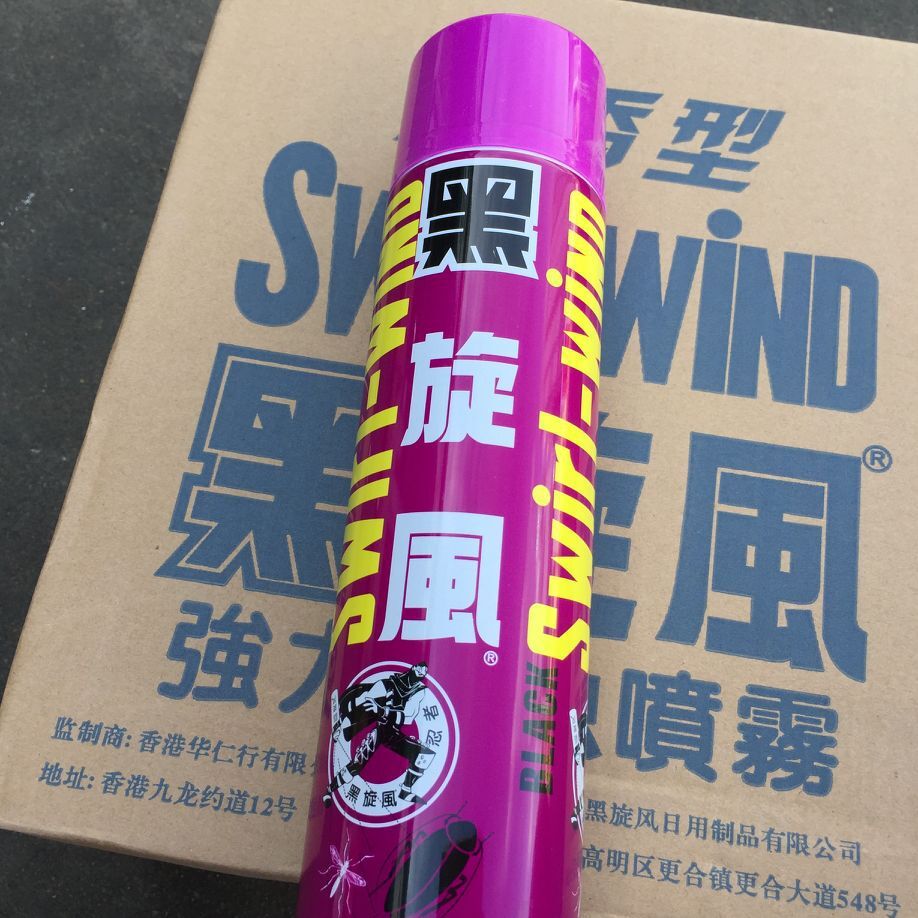 香型
SWiRLWiND®
黑旋風®
強力
噴霧
监制商: 香港华仁行有限
地址: 香港九龙约道12号
黑旋风日用制品有限公司
高明区更合镇更合大道548号
黑
旋
風®
Swirl-Wind
BLACK Swirl-Wind
忍者
黑旋風